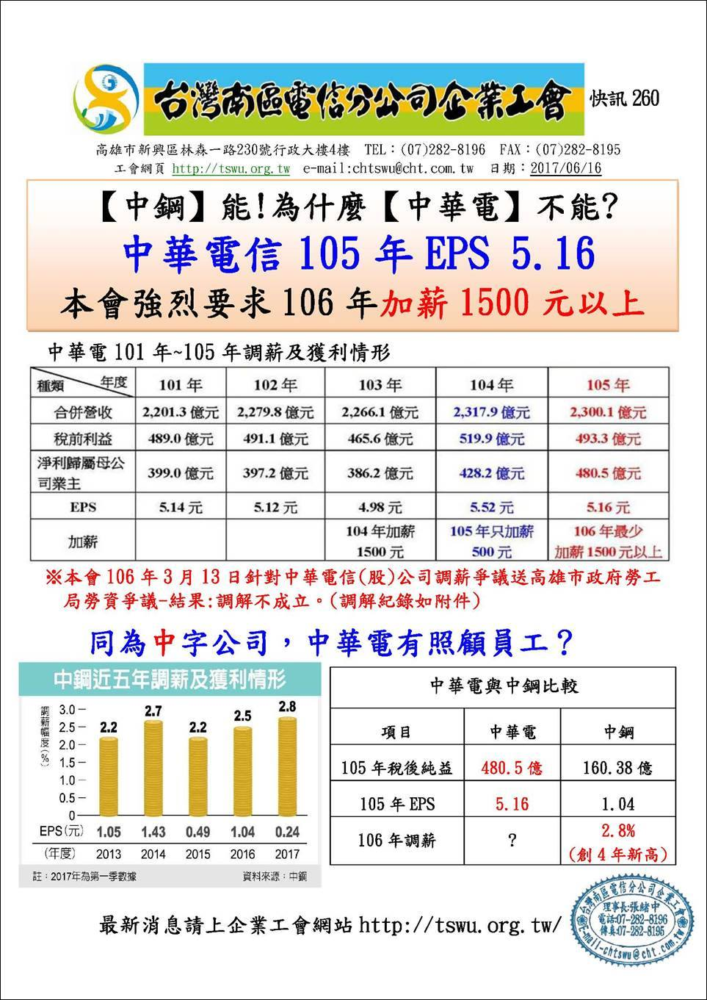 台灣南區電信分公司企業工會 快訊 260
高雄市新興區林森一路230號行政大樓4樓 TEL：(07)282-8196 FAX：(07)282-8195
工會網頁 http://tswu.org.tw e-mail:chtswu@cht.com.tw 日期：2017/06/16
【中鋼】能!為什麼【中華電】不能?
中華電信 105 年 EPS 5.16
本會強烈要求 106 年加薪 1500 元以上
中華電 101 年~105 年調薪及獲利情形
種類 年度 101 年 102 年 103 年 104 年 105 年
合併營收 2,201.3 億元 2,279.8 億元 2,266.1 億元 2,317.9 億元 2,300.1 億元
稅前利益 489.0 億元 491.1 億元 465.6 億元 519.9 億元 493.3 億元
淨利歸屬母公司業主 399.0 億元 397.2 億元 386.2 億元 428.2 億元 480.5 億元
EPS 5.14 元 5.12 元 4.98 元 5.52 元 5.16 元
加薪 104 年加薪 1500 元 105 年只加薪 500 元 106 年最少加薪 1500 元以上
※本會 106 年 3 月 13 日針對中華電信(股)公司調薪爭議送高雄市政府勞工
局勞資爭議-結果:調解不成立。(調解紀錄如附件)
同為中字公司，中華電有照顧員工？
中鋼近五年調薪及獲利情形
調薪幅度(%)
3.0
2.5
2.0
1.5
1.0
0.5
0
2.2 2.7 2.2 2.5 2.8
EPS(元) 1.05 1.43 0.49 1.04 0.24
(年度) 2013 2014 2015 2016 2017
註：2017年為第一季數據 資料來源：中鋼
中華電與中鋼比較
項目 中華電 中鋼
105 年稅後純益 480.5 億 160.38 億
105 年 EPS 5.16 1.04
106 年調薪 ? 2.8%
(創 4 年新高)
最新消息請上企業工會網站 http://tswu.org.tw/
台灣南區電信分公司企業工會
理事長:張緒中
電話:07-282-8196
傳真:07-282-8195
e-mail-chtswu@cht.com.tw